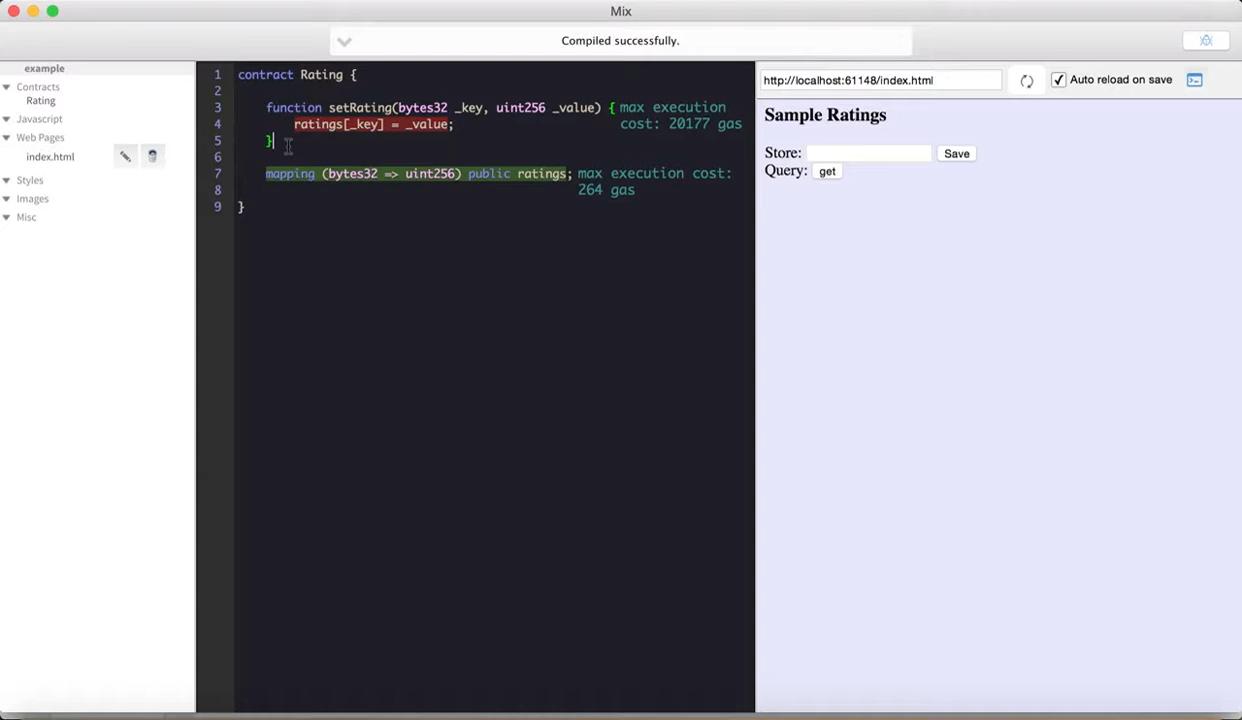 Mix
Compiled successfully.
example
Contracts
Rating
Javascript
Web Pages
index.html
Styles
Images
Misc
1 contract Rating {
2
3 function setRating(bytes32 _key, uint256 _value) { max execution
4 ratings[_key] = _value; cost: 20177 gas
5 }
6
7 mapping (bytes32 => uint256) public ratings; max execution cost:
8 264 gas
9 }
http://localhost:61148/index.html
Auto reload on save
Sample Ratings
Store: Save
Query: get